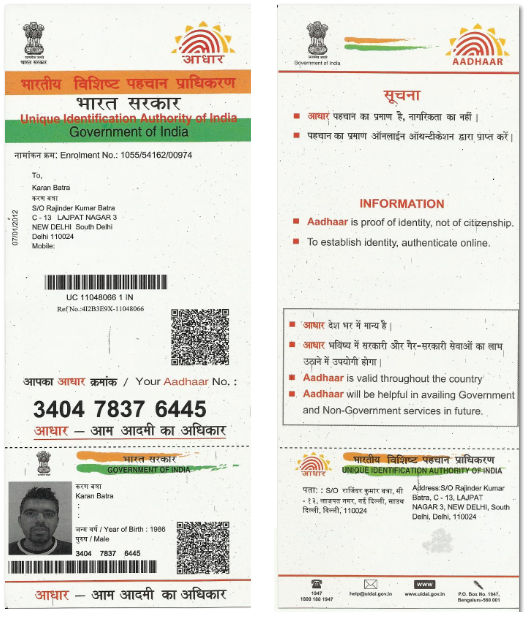 भारत सरकार
आधार
भारतीय विशिष्ट पहचान प्राधिकरण
भारत सरकार
Unique Identification Authority of India
Government of India
नामांकन क्रम: Enrolment No.: 1055/54162/00974
To,
Karan Batra
करण बत्रा
S/O Rajinder Kumar Batra
C - 13 LAJPAT NAGAR 3
NEW DELHI South Delhi
Delhi 110024
Mobile:
07/01/2012
UC 11048066 1 IN
Ref No.:4I2B3E9X-11048066
आपका आधार क्रमांक / Your Aadhaar No. :
3404 7837 6445
आधार — आम आदमी का अधिकार
भारत सरकार
GOVERNMENT OF INDIA
करण बत्रा
Karan Batra
:
:
जन्म वर्ष / Year of Birth : 1986
पुरुष / Male
3404 7837 6445
आधार — आम आदमी का अधिकार
Government of India
AADHAAR
सूचना
आधार पहचान का प्रमाण है, नागरिकता का नहीं |
पहचान का प्रमाण ऑनलाईन ऑथन्टीकेशन द्वारा प्राप्त करें |
INFORMATION
Aadhaar is proof of identity, not of citizenship.
To establish identity, authenticate online.
आधार देश भर में मान्य है |
आधार भविष्य में सरकारी और गैर-सरकारी सेवाओं का लाभ
उठाने में उपयोगी होगा |
Aadhaar is valid throughout the country
Aadhaar will be helpful in availing Government
and Non-Government services in future.
भारतीय विशिष्ट पहचान प्राधिकरण
UNIQUE IDENTIFICATION AUTHORITY OF INDIA
AADHAAR
पता: : S/O राजिंदर कुमार बत्रा, सी
- १३, लाजपत नगर, नई दिल्ली, साउथ
दिल्ली, दिल्ली, 110024
Address:S/O Rajinder Kumar
Batra, C - 13, LAJPAT
NAGAR 3, NEW DELHI, South
Delhi, Delhi, 110024
1947
1800 180 1947
help@uidai.gov.in
www
www.uidai.gov.in
P.O. Box No. 1947,
Bengaluru-560 001